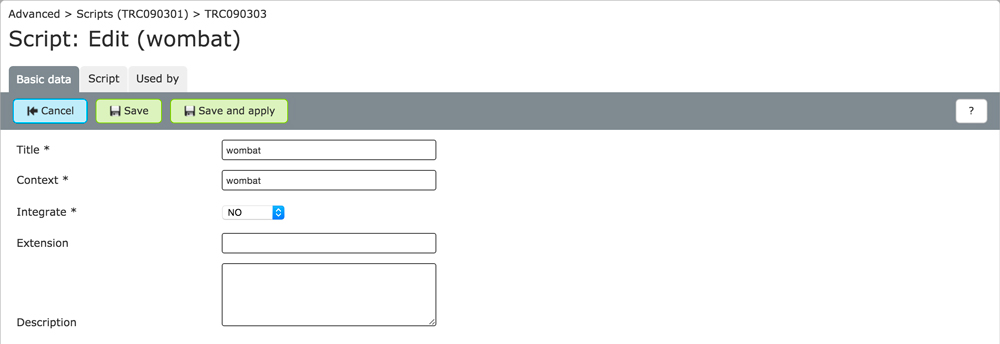 Advanced > Scripts (TRC090301) > TRC090303
Script: Edit (wombat)
Basic data Script Used by
Cancel Save Save and apply ?
Title * wombat
Context * wombat
Integrate * NO
Extension
Description